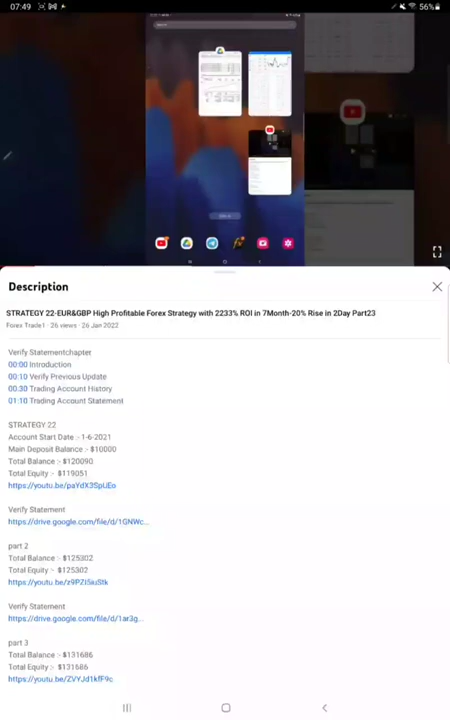 07:49
56%
Description
STRATEGY 22-EUR&GBP High Profitable Forex Strategy with 2233% ROI in 7Month-20% Rise in 2Day Part23
Forex Trade1 · 26 views · 26 Jan 2022
Verify Statementchapter
00:00 Introduction
00:10 Verify Previous Update
00:30 Trading Account History
01:10 Trading Account Statement
STRATEGY:22
Account Start Date :- 1-6-2021
Main Deposit Balance :- $10000
Total Balance :- $120090
Total Equity :- $119051
https://youtu.be/paYdX3SpUEo
Verify Statement
https://drive.google.com/file/d/1GNWc...
part 2
Total Balance :- $125302
Total Equity :- $125302
https://youtu.be/z9PZI5iuStk
Verify Statement
https://drive.google.com/file/d/1ar3g...
part 3
Total Balance :- $131686
Total Equity :- $131686
https://youtu.be/ZVYJd1kfF9c